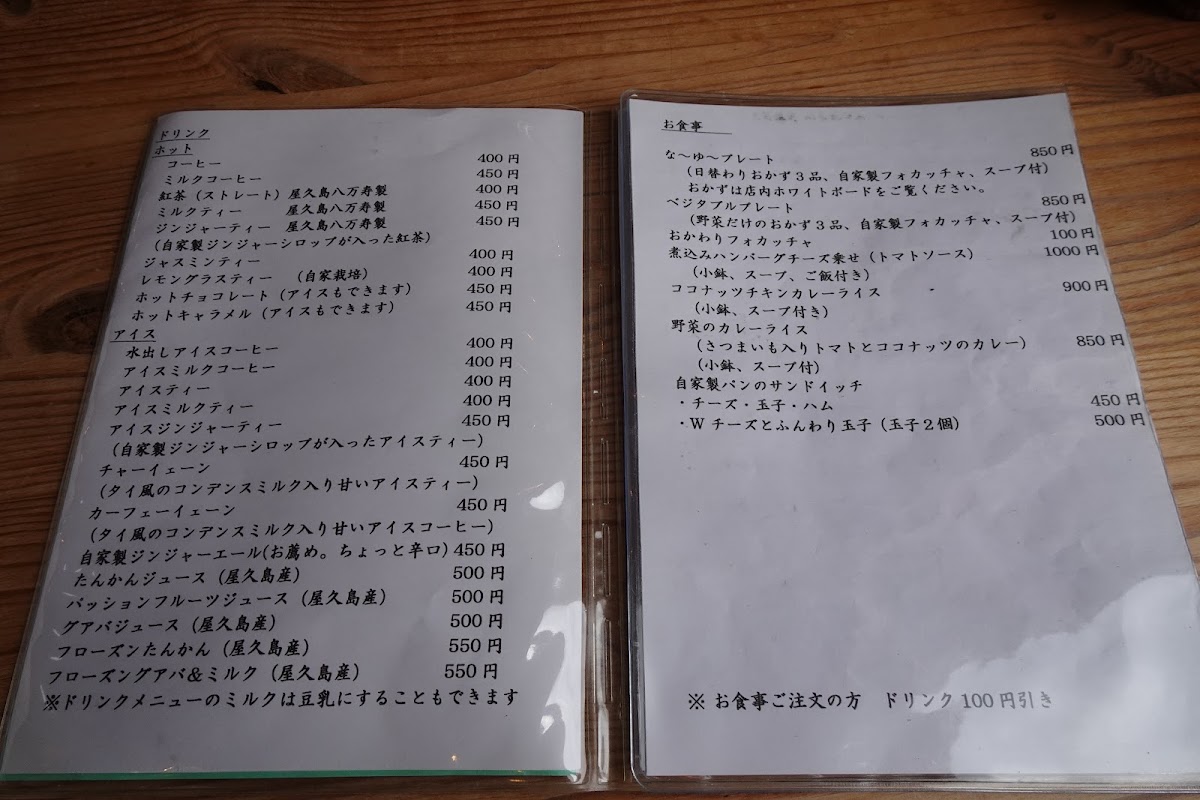 ドリンク
ホット
コーヒー 400円
ミルクコーヒー 450円
紅茶（ストレート）屋久島八万寿製 400円
ミルクティー 屋久島八万寿製 450円
ジンジャーティー 屋久島八万寿製 450円
（自家製ジンジャーシロップが入った紅茶）
ジャスミンティー 400円
レモングラスティー （自家栽培） 400円
ホットチョコレート（アイスもできます） 450円
ホットキャラメル（アイスもできます） 450円
アイス
水出しアイスコーヒー 400円
アイスミルクコーヒー 400円
アイスティー 400円
アイスミルクティー 400円
アイスジンジャーティー 450円
（自家製ジンジャーシロップが入ったアイスティー）
チャーイェーン 450円
（タイ風のコンデンスミルク入り甘いアイスティー）
カーフェーイェーン 450円
（タイ風のコンデンスミルク入り甘いアイスコーヒー）
自家製ジンジャーエール(お薦め。ちょっと辛口) 450円
たんかんジュース（屋久島産） 500円
パッションフルーツジュース（屋久島産） 500円
グアバジュース（屋久島産） 500円
フローズンたんかん（屋久島産） 550円
フローズングアバ＆ミルク（屋久島産） 550円
※ドリンクメニューのミルクは豆乳にすることもできます
お食事
な～ゆ～プレート 850円
（日替わりおかず３品、自家製フォカッチャ、スープ付）
おかずは店内ホワイトボードをご覧ください。
ベジタブルプレート 850円
（野菜だけのおかず３品、自家製フォカッチャ、スープ付）
おかわりフォカッチャ 100円
煮込みハンバーグチーズ乗せ（トマトソース） 1000円
（小鉢、スープ、ご飯付き）
ココナッツチキンカレーライス 900円
（小鉢、スープ付き）
野菜のカレーライス
（さつまいも入りトマトとココナッツのカレー） 850円
（小鉢、スープ付）
自家製パンのサンドイッチ
・チーズ・玉子・ハム 450円
・W チーズとふんわり玉子（玉子２個） 500円
※ お食事ご注文の方 ドリンク100円引き